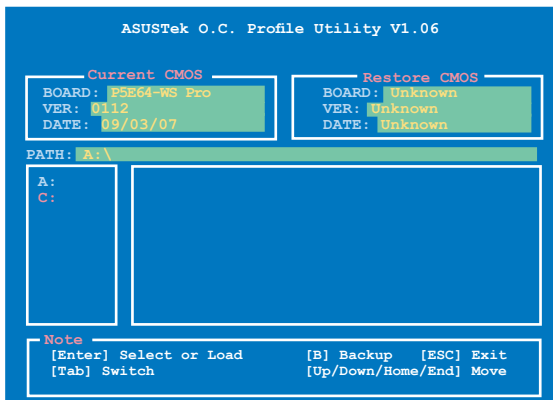 ASUSTek O.C. Profile Utility V1.06
Current CMOS
BOARD: P5E64-WS Pro
VER: 0112
DATE: 09/03/07
Restore CMOS
BOARD: Unknown
VER: Unknown
DATE: Unknown
PATH: A:\
A:
C:
Note
[Enter] Select or Load [B] Backup [ESC] Exit
[Tab] Switch [Up/Down/Home/End] Move